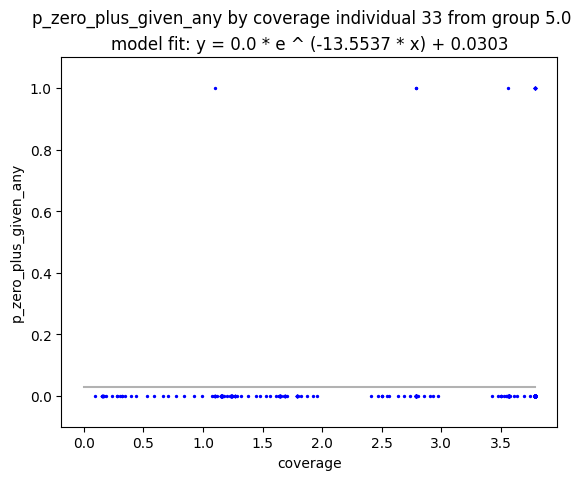 p_zero_plus_given_any by coverage individual 33 from group 5.0
model fit: y = 0.0 * e ^ (-13.5537 * x) + 0.0303
1.0
0.8
0.6
0.4
0.2
0.0
p_zero_plus_given_any
0.0 0.5 1.0 1.5 2.0 2.5 3.0 3.5
coverage